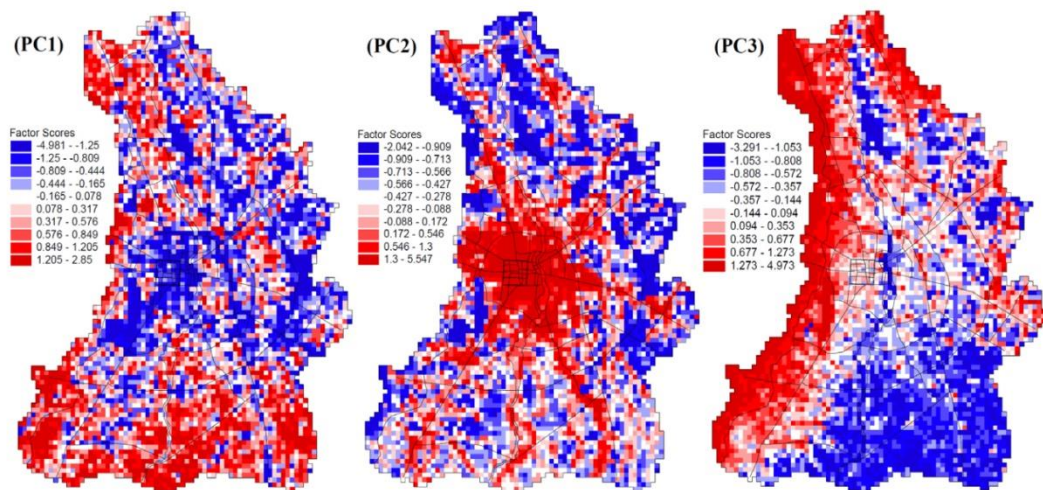 (PC1)
Factor Scores
-4.981 - -1.25
-1.25 - -0.809
-0.809 - -0.444
-0.444 - -0.165
-0.165 - 0.078
0.078 - 0.317
0.317 - 0.576
0.576 - 0.849
0.849 - 1.205
1.205 - 2.85
(PC2)
Factor Scores
-2.042 - -0.909
-0.909 - -0.713
-0.713 - -0.566
-0.566 - -0.427
-0.427 - -0.278
-0.278 - -0.088
-0.088 - 0.172
0.172 - 0.546
0.546 - 1.3
1.3 - 5.547
(PC3)
Factor Scores
-3.291 - -1.053
-1.053 - -0.808
-0.808 - -0.572
-0.572 - -0.357
-0.357 - -0.144
-0.144 - 0.094
0.094 - 0.353
0.353 - 0.677
0.677 - 1.273
1.273 - 4.973